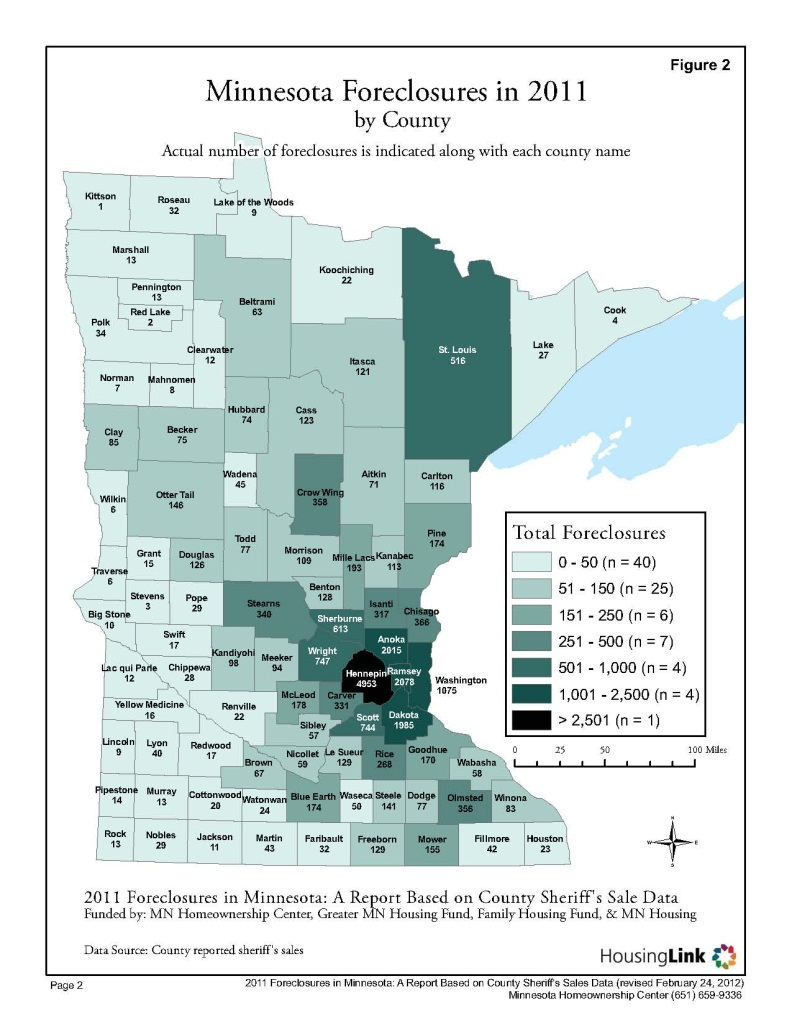 Figure 2
Minnesota Foreclosures in 2011
by County
Actual number of foreclosures is indicated along with each county name
Kittson
1
Roseau
32
Lake of the Woods
9
Marshall
13
Koochiching
22
Pennington
13
Red Lake
2
Polk
34
Beltrami
63
Clearwater
12
Cook
4
Lake
27
St. Louis
516
Itasca
121
Norman
7
Mahnomen
8
Hubbard
74
Cass
123
Clay
85
Becker
75
Wadena
45
Crow Wing
358
Aitkin
71
Carlton
116
Wilkin
6
Otter Tail
146
Todd
77
Morrison
109
Mille Lacs
193
Kanabec
113
Pine
174
Grant
15
Douglas
126
Traverse
6
Benton
128
Stevens
3
Pope
29
Stearns
340
Isanti
317
Chisago
366
Big Stone
10
Sherburne
613
Swift
17
Anoka
2015
Kandiyohi
98
Meeker
94
Wright
747
Lac qui Parle
12
Chippewa
28
Hennepin
4953
Ramsey
2078
Washington
1075
McLeod
178
Carver
331
Yellow Medicine
16
Renville
22
Scott
744
Dakota
1985
Sibley
57
Lincoln
9
Lyon
40
Redwood
17
Brown
67
Nicollet
59
Le Sueur
129
Rice
268
Goodhue
170
Wabasha
58
Pipestone
14
Murray
13
Cottonwood
20
Watonwan
24
Blue Earth
174
Waseca
50
Steele
141
Dodge
77
Olmsted
356
Winona
83
Rock
13
Nobles
29
Jackson
11
Martin
43
Faribault
32
Freeborn
129
Mower
155
Fillmore
42
Houston
23
Total Foreclosures
0 - 50 (n = 40)
51 - 150 (n = 25)
151 - 250 (n = 6)
251 - 500 (n = 7)
501 - 1,000 (n = 4)
1,001 - 2,500 (n = 4)
> 2,501 (n = 1)
0 25 50 100 Miles
N
W E
S
2011 Foreclosures in Minnesota: A Report Based on County Sheriff's Sale Data
Funded by: MN Homeownership Center, Greater MN Housing Fund, Family Housing Fund, & MN Housing
Data Source: County reported sheriff's sales
HousingLink
Page 2
2011 Foreclosures in Minnesota: A Report Based on County Sheriff's Sales Data (revised February 24, 2012)
Minnesota Homeownership Center (651) 659-9336